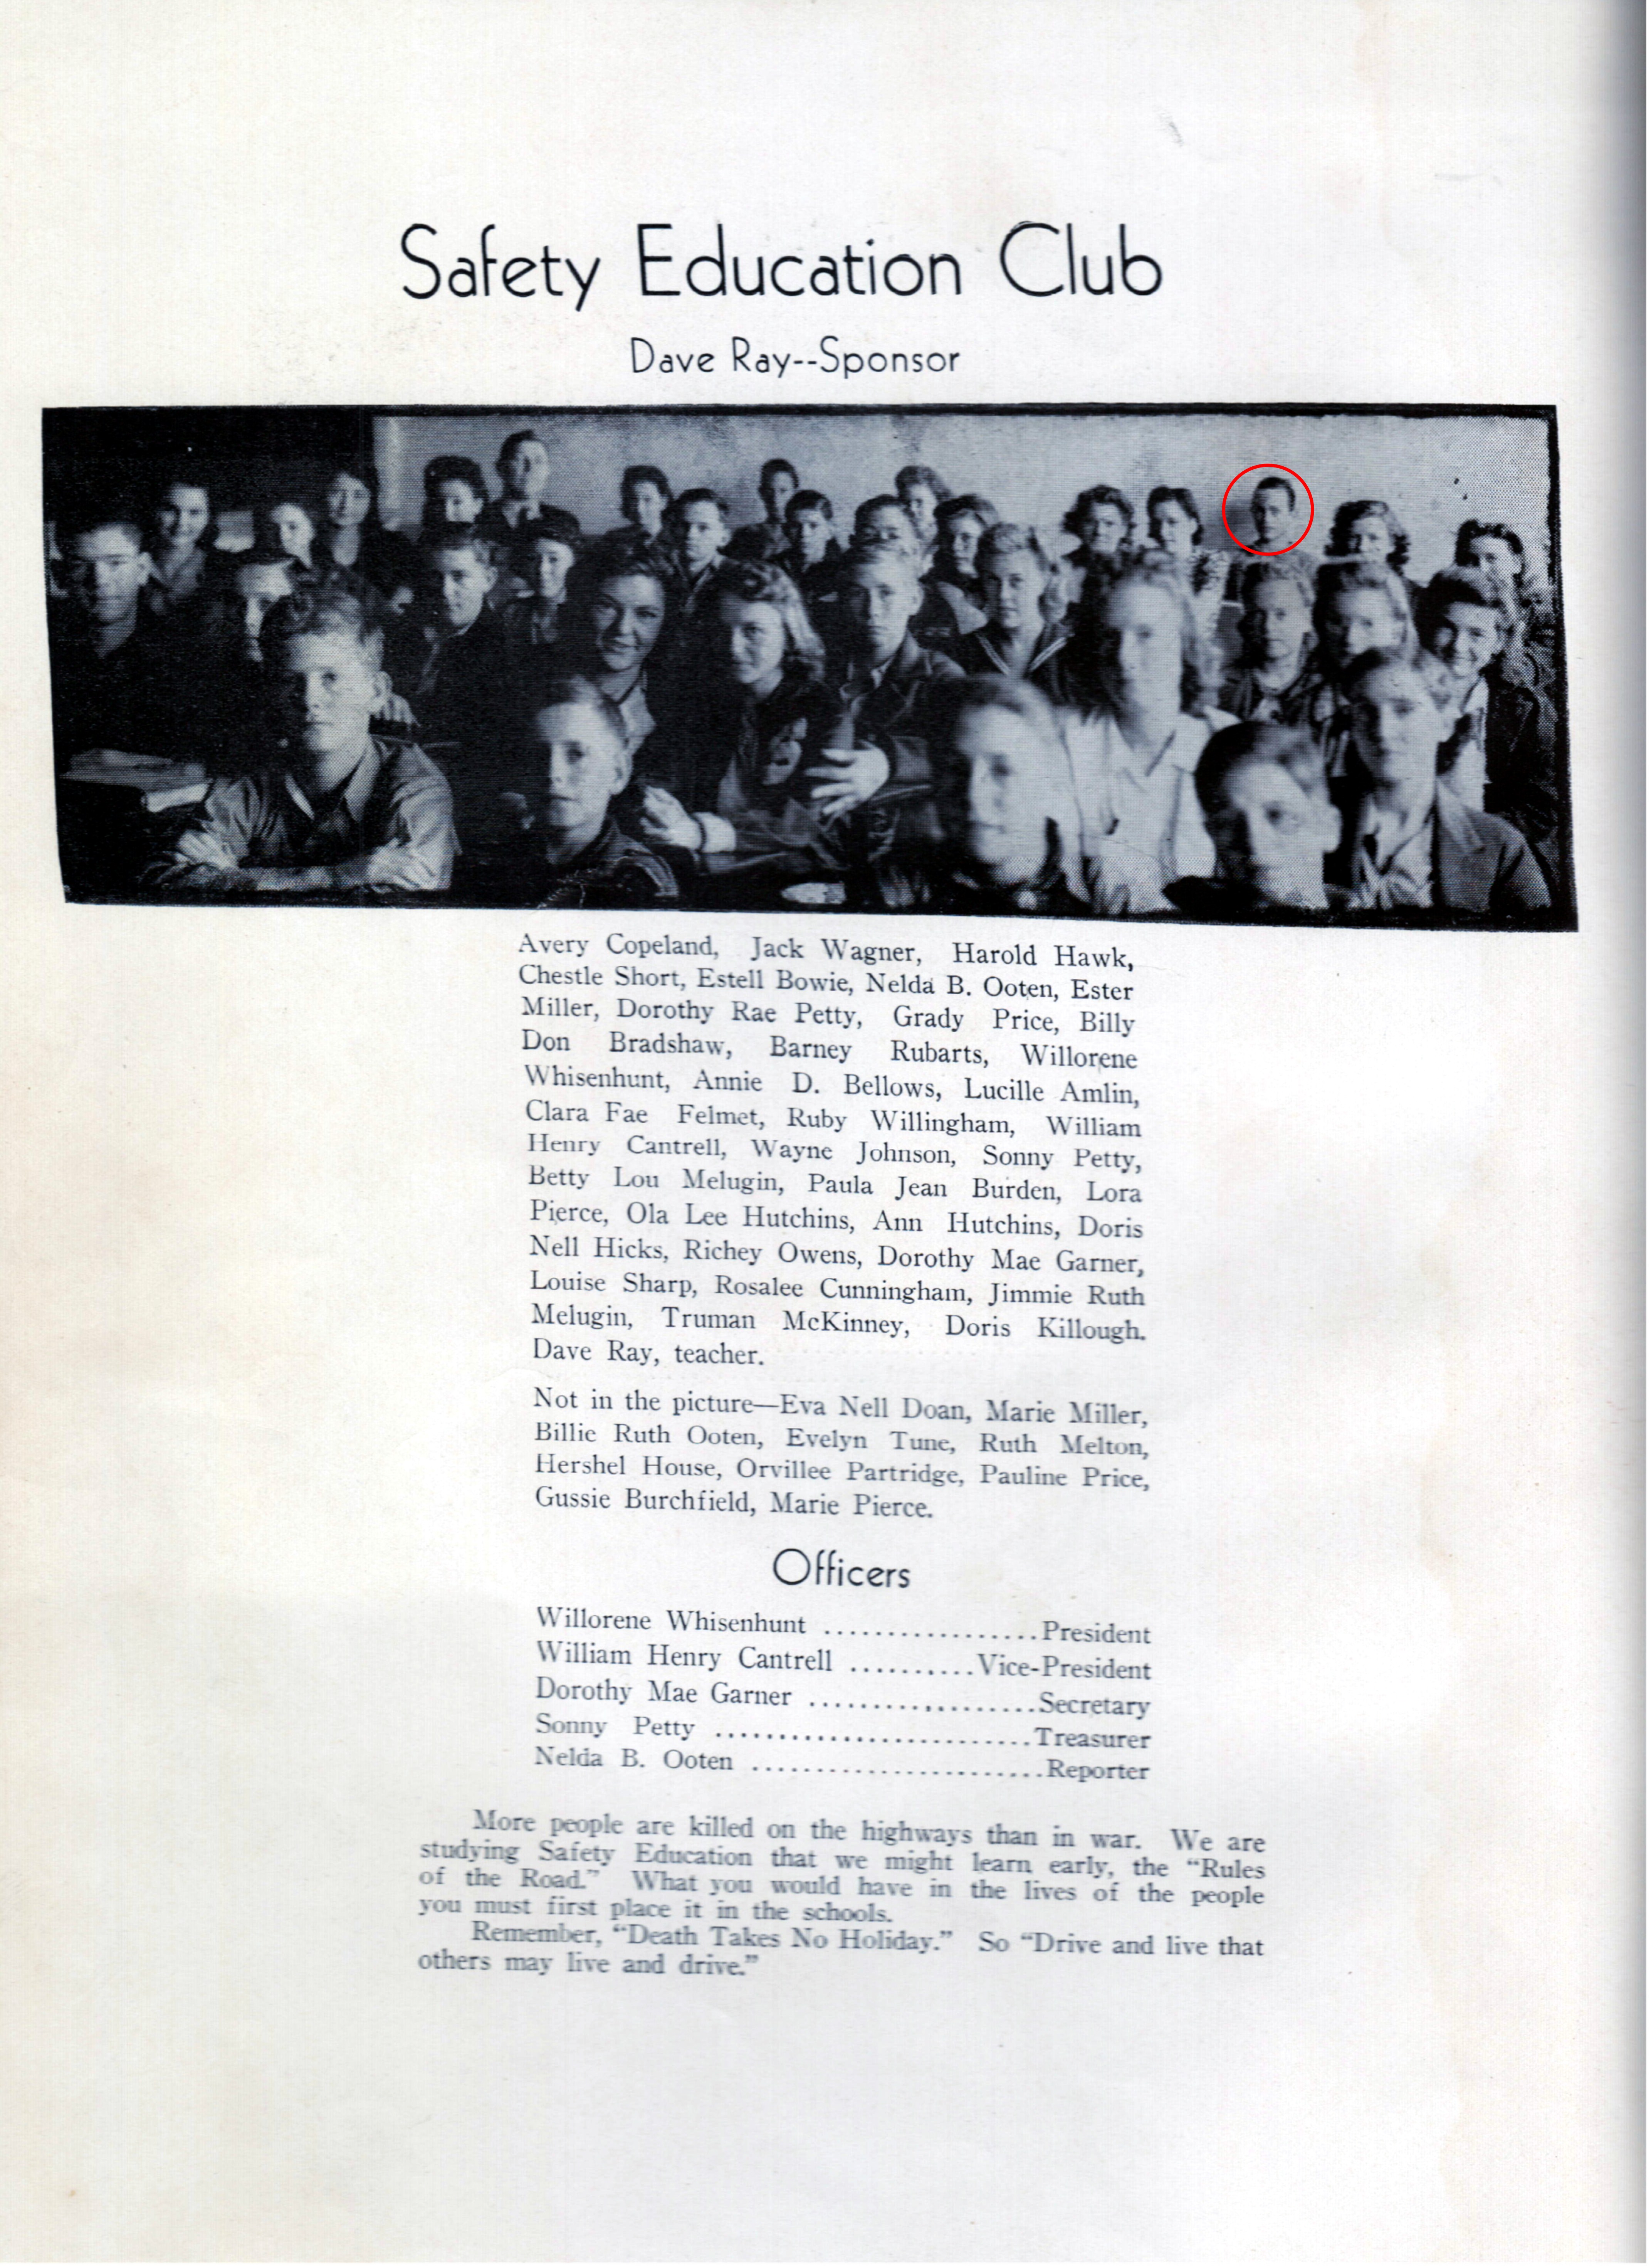 Safety Education Club
Dave Ray--Sponsor
Avery Copeland, Jack Wagner, Harold Hawk,
Chestle Short, Estell Bowie, Nelda B. Ooten, Ester
Miller, Dorothy Rae Petty, Grady Price, Billy
Don Bradshaw, Barney Rubarts, Willorene
Whisenhunt, Annie D. Bellows, Lucille Amlin,
Clara Fae Felmet, Ruby Willingham, William
Henry Cantrell, Wayne Johnson, Sonny Petty,
Betty Lou Melugin, Paula Jean Burden, Lora
Pierce, Ola Lee Hutchins, Ann Hutchins, Doris
Nell Hicks, Richey Owens, Dorothy Mae Garner,
Louise Sharp, Rosalee Cunningham, Jimmie Ruth
Melugin, Truman McKinney, Doris Killough.
Dave Ray, teacher.
Not in the picture—Eva Nell Doan, Marie Miller,
Billie Ruth Ooten, Evelyn Tune, Ruth Melton,
Hershel House, Orvillee Partridge, Pauline Price,
Gussie Burchfield, Marie Pierce.
Officers
Willorene Whisenhunt .................President
William Henry Cantrell ..........Vice-President
Dorothy Mae Garner ..................Secretary
Sonny Petty .........................Treasurer
Nelda B. Ooten .......................Reporter
More people are killed on the highways than in war. We are
studying Safety Education that we might learn early, the “Rules
of the Road.” What you would have in the lives of the people
you must first place it in the schools.
Remember, “Death Takes No Holiday.” So “Drive and live that
others may live and drive.”